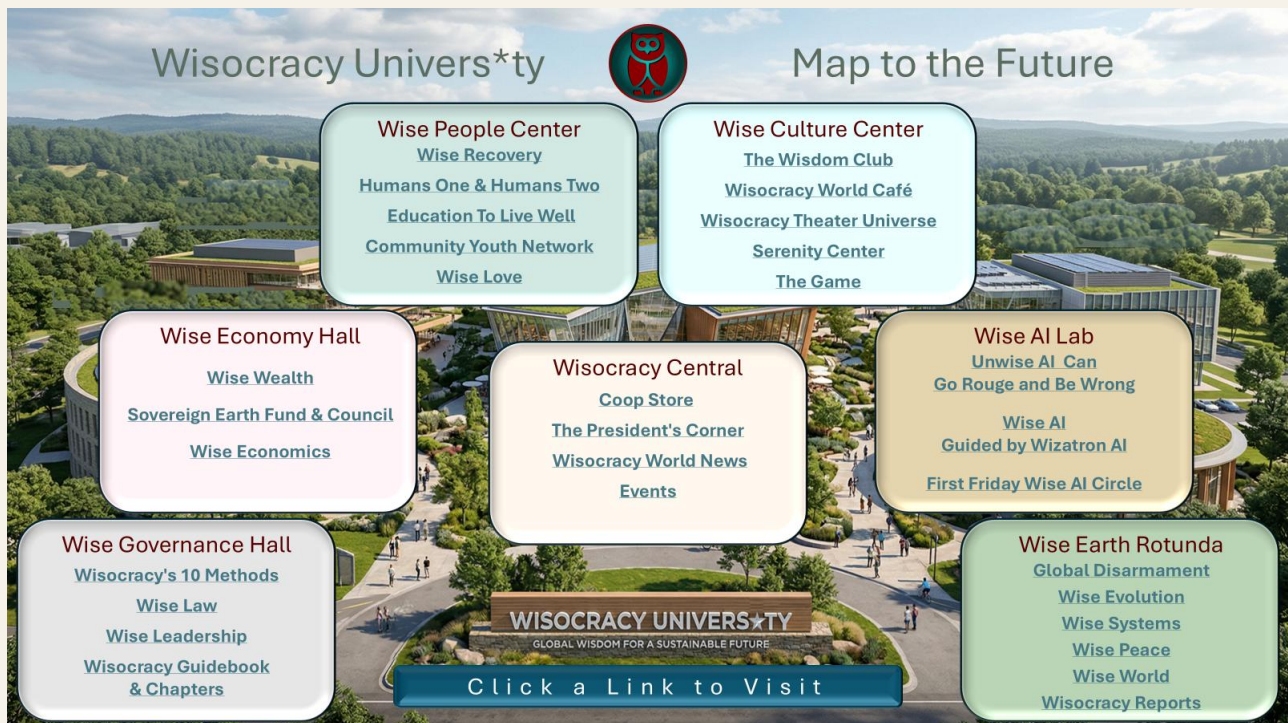 Wisocracy Univers*ty
Map to the Future
Wise People Center
Wise Recovery
Humans One & Humans Two
Education To Live Well
Community Youth Network
Wise Love
Wise Culture Center
The Wisdom Club
Wisocracy World Café
Wisocracy Theater Universe
Serenity Center
The Game
Wise Economy Hall
Wise Wealth
Sovereign Earth Fund & Council
Wise Economics
Wisocracy Central
Coop Store
The President's Corner
Wisocracy World News
Events
Wise AI Lab
Unwise AI Can
Go Rouge and Be Wrong
Wise AI
Guided by Wizatron AI
First Friday Wise AI Circle
Wise Governance Hall
Wisocracy's 10 Methods
Wise Law
Wise Leadership
Wisocracy Guidebook
& Chapters
Wise Earth Rotunda
Global Disarmament
Wise Evolution
Wise Systems
Wise Peace
Wise World
Wisocracy Reports
WISOCRACY UNIVERS★TY
GLOBAL WISDOM FOR A SUSTAINABLE FUTURE
Click a Link to Visit